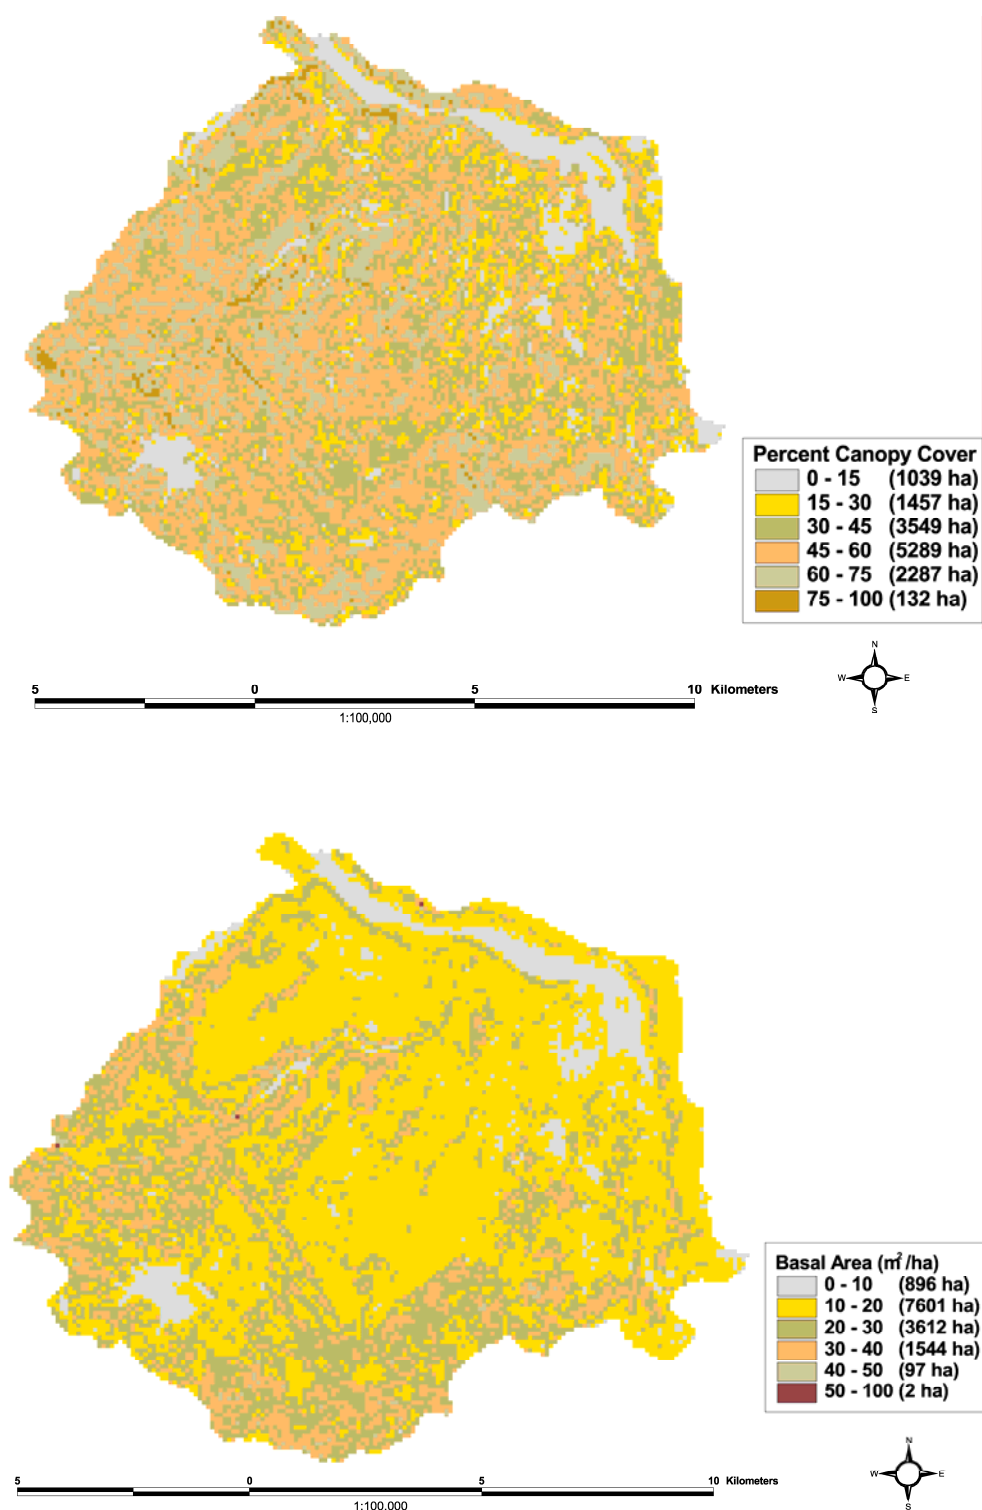 Percent Canopy Cover
0 - 15 (1039 ha)
15 - 30 (1457 ha)
30 - 45 (3549 ha)
45 - 60 (5289 ha)
60 - 75 (2287 ha)
75 - 100 (132 ha)
N
W E
S
5 0 5 10 Kilometers
1:100,000
Basal Area (m²/ha)
0 - 10 (896 ha)
10 - 20 (7601 ha)
20 - 30 (3612 ha)
30 - 40 (1544 ha)
40 - 50 (97 ha)
50 - 100 (2 ha)
N
W E
S
5 0 5 10 Kilometers
1:100,000